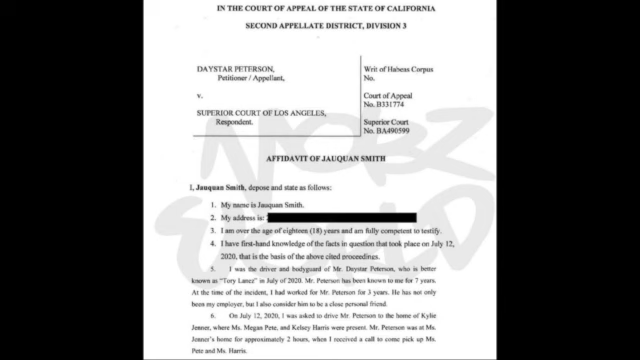 IN THE COURT OF APPEAL OF THE STATE OF CALIFORNIA
SECOND APPELLATE DISTRICT, DIVISION 3
DAYSTAR PETERSON,
Petitioner / Appellant,
v.
SUPERIOR COURT OF LOS ANGELES,
Respondent.
Writ of Habeas Corpus
No.
Court of Appeal
No. B331774
Superior Court
No. BA490599
AFFIDAVIT OF JAUQUAN SMITH
I, Jauquan Smith, depose and state as follows:
1. My name is Jauquan Smith.
2. My address is:
3. I am over the age of eighteen (18) years and am fully competent to testify.
4. I have first-hand knowledge of the facts in question that took place on July 12,
2020, that is the basis of the above cited proceedings.
5. I was the driver and bodyguard of Mr. Daystar Peterson, who is better
known as "Tory Lanez" in July of 2020. Mr. Peterson has been known to me for 7 years.
At the time of the incident, I had worked for Mr. Peterson for 3 years. He has not only
been my employer, but I also consider him to be a close personal friend.
6. On July 12, 2020, I was asked to drive Mr. Peterson to the home of Kylie
Jenner, where Ms. Megan Pete, and Kelsey Harris were present. Mr. Peterson was at Ms.
Jenner's home for approximately 2 hours, when I received a call to come pick up Ms.
Pete and Ms. Harris.
NOBZ
WORLD